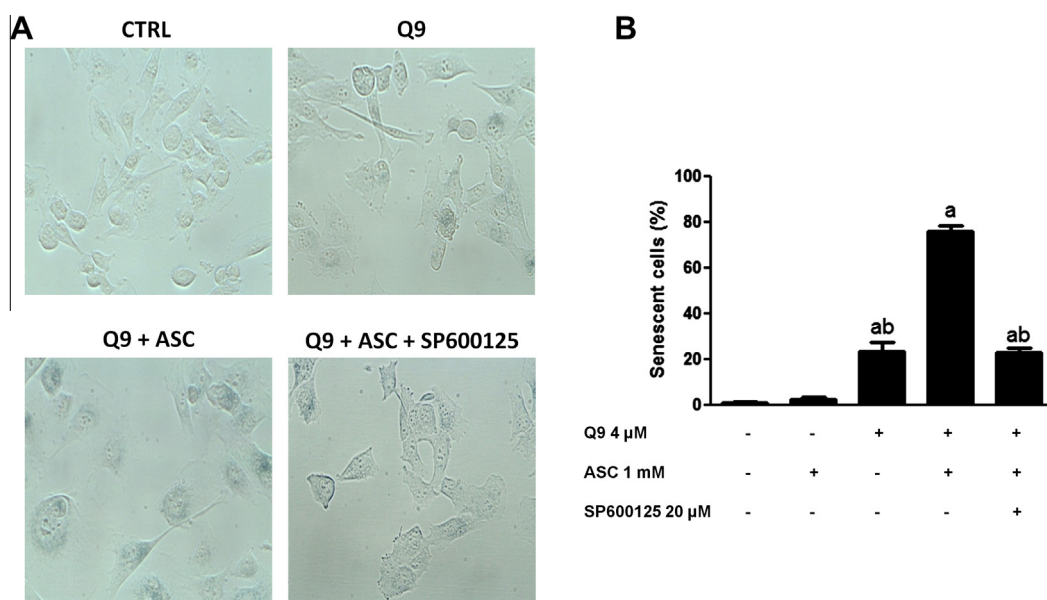 A
CTRL
Q9
Q9 + ASC
Q9 + ASC + SP600125
B
Senescent cells (%)
100
80
60
40
20
0
ab
a
ab
Q9 4 µM - - + + +
ASC 1 mM - + - + +
SP600125 20 µM - - - - +